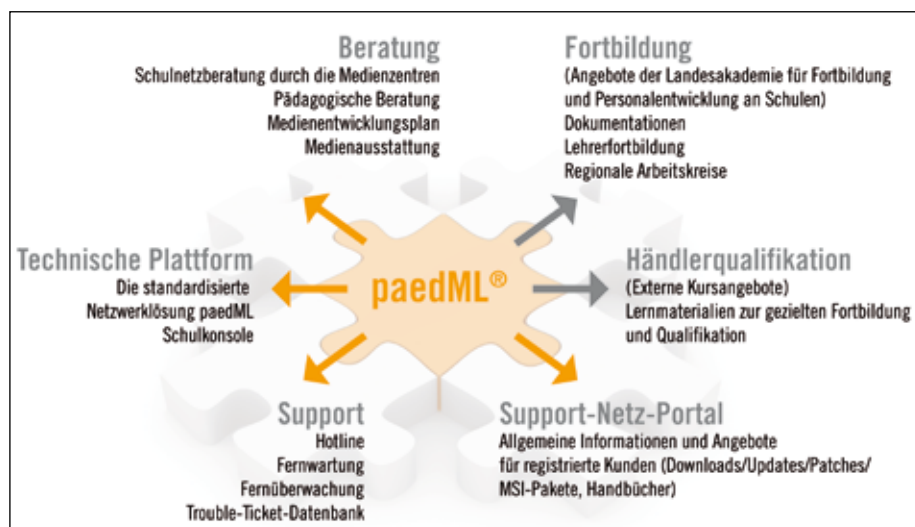 Beratung
Schulnetzberatung durch die Medienzentren
Pädagogische Beratung
Medienentwicklungsplan
Medienausstattung
Fortbildung
(Angebote der Landesakademie für Fortbildung
und Personalentwicklung an Schulen)
Dokumentationen
Lehrerfortbildung
Regionale Arbeitskreise
Technische Plattform
Die standardisierte
Netzwerklösung paedML
Schulkonsole
paedML®
Händlerqualifikation
(Externe Kursangebote)
Lernmaterialien zur gezielten Fortbildung
und Qualifikation
Support
Hotline
Fernwartung
Fernüberwachung
Trouble-Ticket-Datenbank
Support-Netz-Portal
Allgemeine Informationen und Angebote
für registrierte Kunden (Downloads/Updates/Patches/
MSI-Pakete, Handbücher)